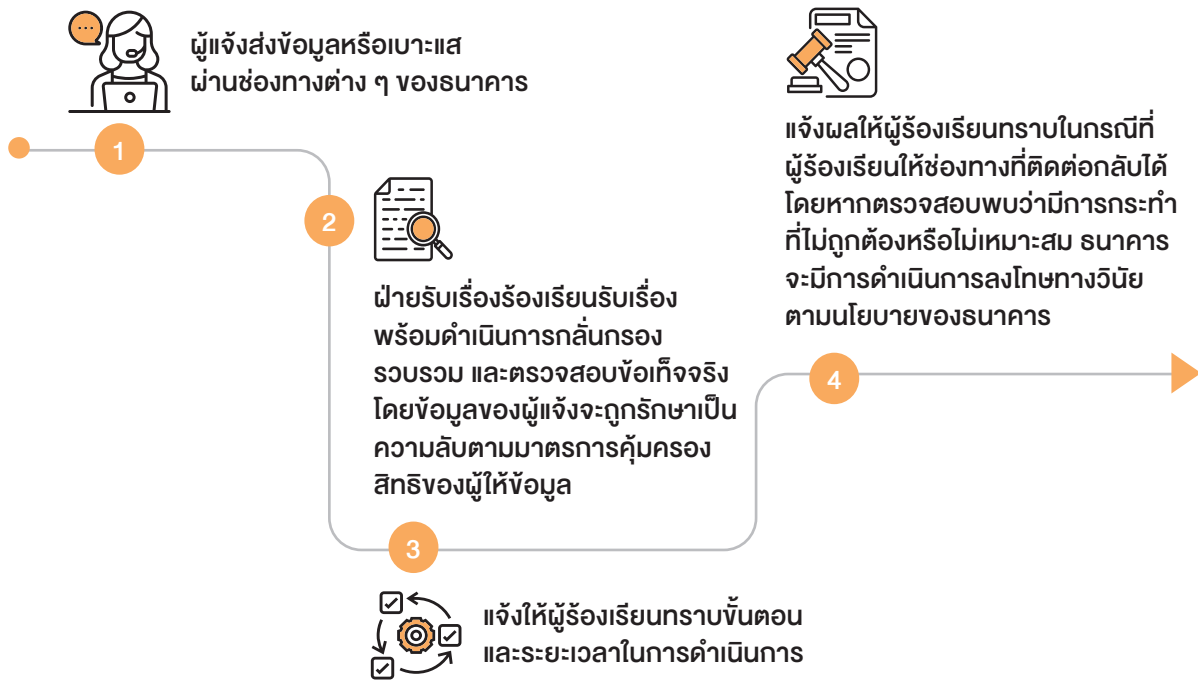 ผู้แจ้งส่งข้อมูลหรือเบาะแส
ผ่านช่องทางต่าง ๆ ของธนาคาร
1
2
ฝ่ายรับเรื่องร้องเรียนรับเรื่อง
พร้อมดำเนินการกลั่นกรอง
รวบรวม และตรวจสอบข้อเท็จจริง
โดยข้อมูลของผู้แจ้งจะถูกรักษาเป็น
ความลับตามมาตรการคุ้มครอง
สิทธิของผู้ให้ข้อมูล
3
แจ้งให้ผู้ร้องเรียนทราบขั้นตอน
และระยะเวลาในการดำเนินการ
แจ้งผลให้ผู้ร้องเรียนทราบในกรณีที่
ผู้ร้องเรียนให้ช่องทางที่ติดต่อกลับได้
โดยหากตรวจสอบพบว่ามีการกระทำ
ที่ไม่ถูกต้องหรือไม่เหมาะสม ธนาคาร
จะมีการดำเนินการลงโทษทางวินัย
ตามนโยบายของธนาคาร
4